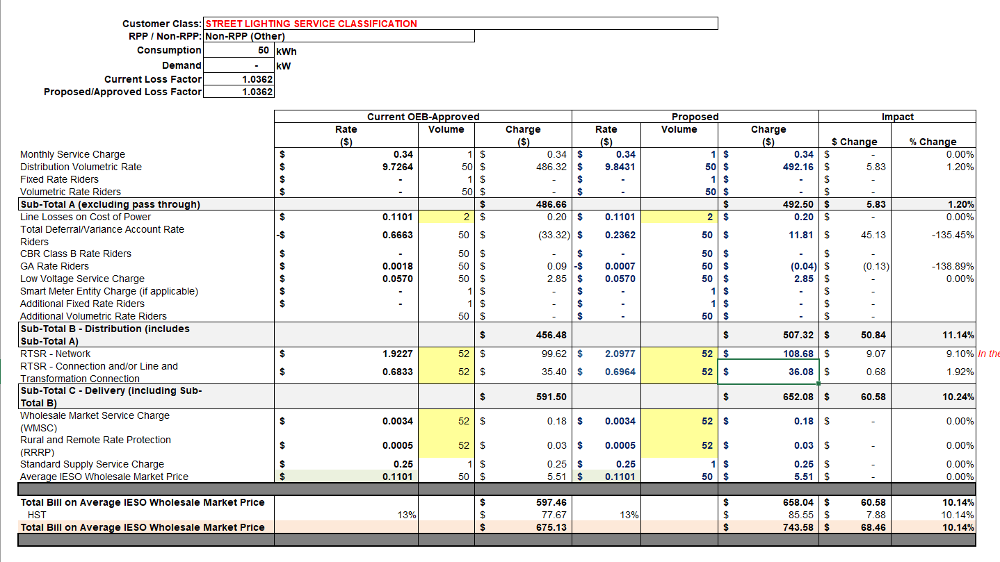 Customer Class: STREET LIGHTING SERVICE CLASSIFICATION
RPP / Non-RPP: Non-RPP (Other)
Consumption 50 kWh
Demand - kW
Current Loss Factor 1.0362
Proposed/Approved Loss Factor 1.0362
Current OEB-Approved Proposed Impact
Rate Volume Charge Rate Volume Charge
($) ($) ($) ($) $ Change % Change
Monthly Service Charge $ 0.34 1 $ 0.34 $ 0.34 1 $ 0.34 $ - 0.00%
Distribution Volumetric Rate $ 9.7264 50 $ 486.32 $ 9.8431 50 $ 492.16 $ 5.83 1.20%
Fixed Rate Riders $ - 1 $ - $ - 1 $ - $ -
Volumetric Rate Riders $ - 50 $ - $ - 50 $ - $ -
Sub-Total A (excluding pass through) $ 486.66 $ 492.50 $ 5.83 1.20%
Line Losses on Cost of Power $ 0.1101 2 $ 0.20 $ 0.1101 2 $ 0.20 $ - 0.00%
Total Deferral/Variance Account Rate
Riders -$ 0.6663 50 $ (33.32) $ 0.2362 50 $ 11.81 $ 45.13 -135.45%
CBR Class B Rate Riders $ - 50 $ - $ - 50 $ - $ -
GA Rate Riders $ 0.0018 50 $ 0.09 -$ 0.0007 50 $ (0.04) $ (0.13) -138.89%
Low Voltage Service Charge $ 0.0570 50 $ 2.85 $ 0.0570 50 $ 2.85 $ - 0.00%
Smart Meter Entity Charge (if applicable) $ - 1 $ - $ - 1 $ - $ -
Additional Fixed Rate Riders $ - 1 $ - $ - 1 $ - $ -
Additional Volumetric Rate Riders 50 $ - $ - 50 $ - $ -
Sub-Total B - Distribution (includes
Sub-Total A) $ 456.48 $ 507.32 $ 50.84 11.14%
RTSR - Network $ 1.9227 52 $ 99.62 $ 2.0977 52 $ 108.68 $ 9.07 9.10% In the
RTSR - Connection and/or Line and
Transformation Connection $ 0.6833 52 $ 35.40 $ 0.6964 52 $ 36.08 $ 0.68 1.92%
Sub-Total C - Delivery (including Sub-
Total B) $ 591.50 $ 652.08 $ 60.58 10.24%
Wholesale Market Service Charge
(WMSC) $ 0.0034 52 $ 0.18 $ 0.0034 52 $ 0.18 $ - 0.00%
Rural and Remote Rate Protection
(RRRP) $ 0.0005 52 $ 0.03 $ 0.0005 52 $ 0.03 $ - 0.00%
Standard Supply Service Charge $ 0.25 1 $ 0.25 $ 0.25 1 $ 0.25 $ - 0.00%
Average IESO Wholesale Market Price $ 0.1101 50 $ 5.51 $ 0.1101 50 $ 5.51 $ - 0.00%
Total Bill on Average IESO Wholesale Market Price $ 597.46 $ 658.04 $ 60.58 10.14%
HST 13% $ 77.67 13% $ 85.55 $ 7.88 10.14%
Total Bill on Average IESO Wholesale Market Price $ 675.13 $ 743.58 $ 68.46 10.14%